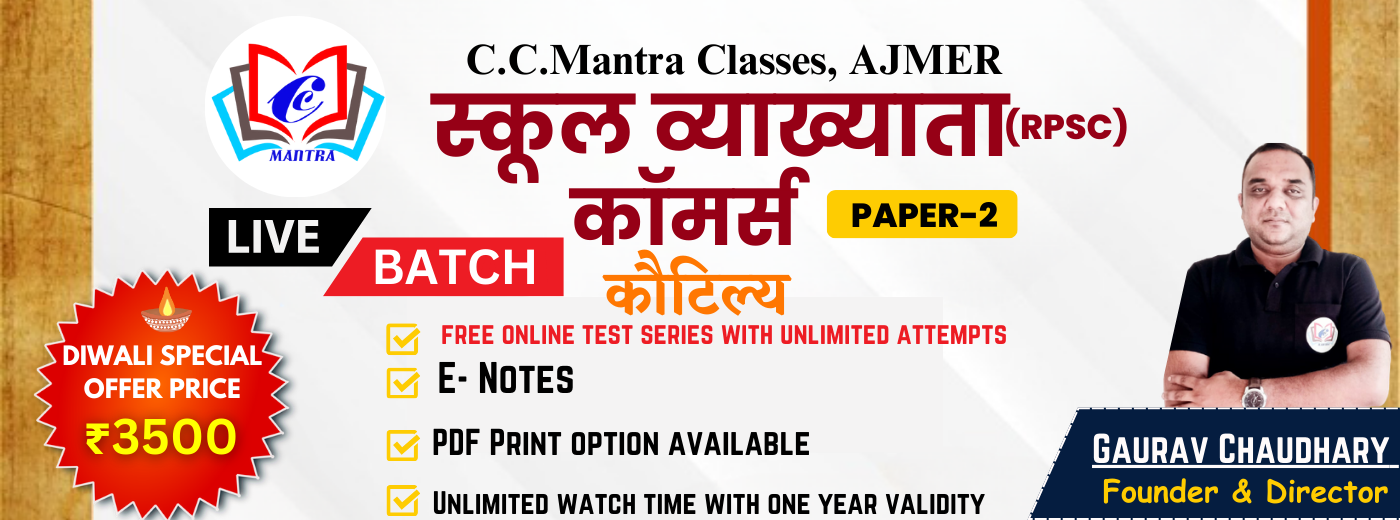 C.C.Mantra Classes, AJMER
CC
MANTRA
स्कूल व्याख्याता(RPSC)
कॉमर्स
PAPER-2
LIVE
BATCH
कौटिल्य
FREE ONLINE TEST SERIES WITH UNLIMITED ATTEMPTS
E- NOTES
PDF PRINT OPTION AVAILABLE
UNLIMITED WATCH TIME WITH ONE YEAR VALIDITY
DIWALI SPECIAL
OFFER PRICE
₹3500
GAURAV CHAUDHARY
Founder & Director